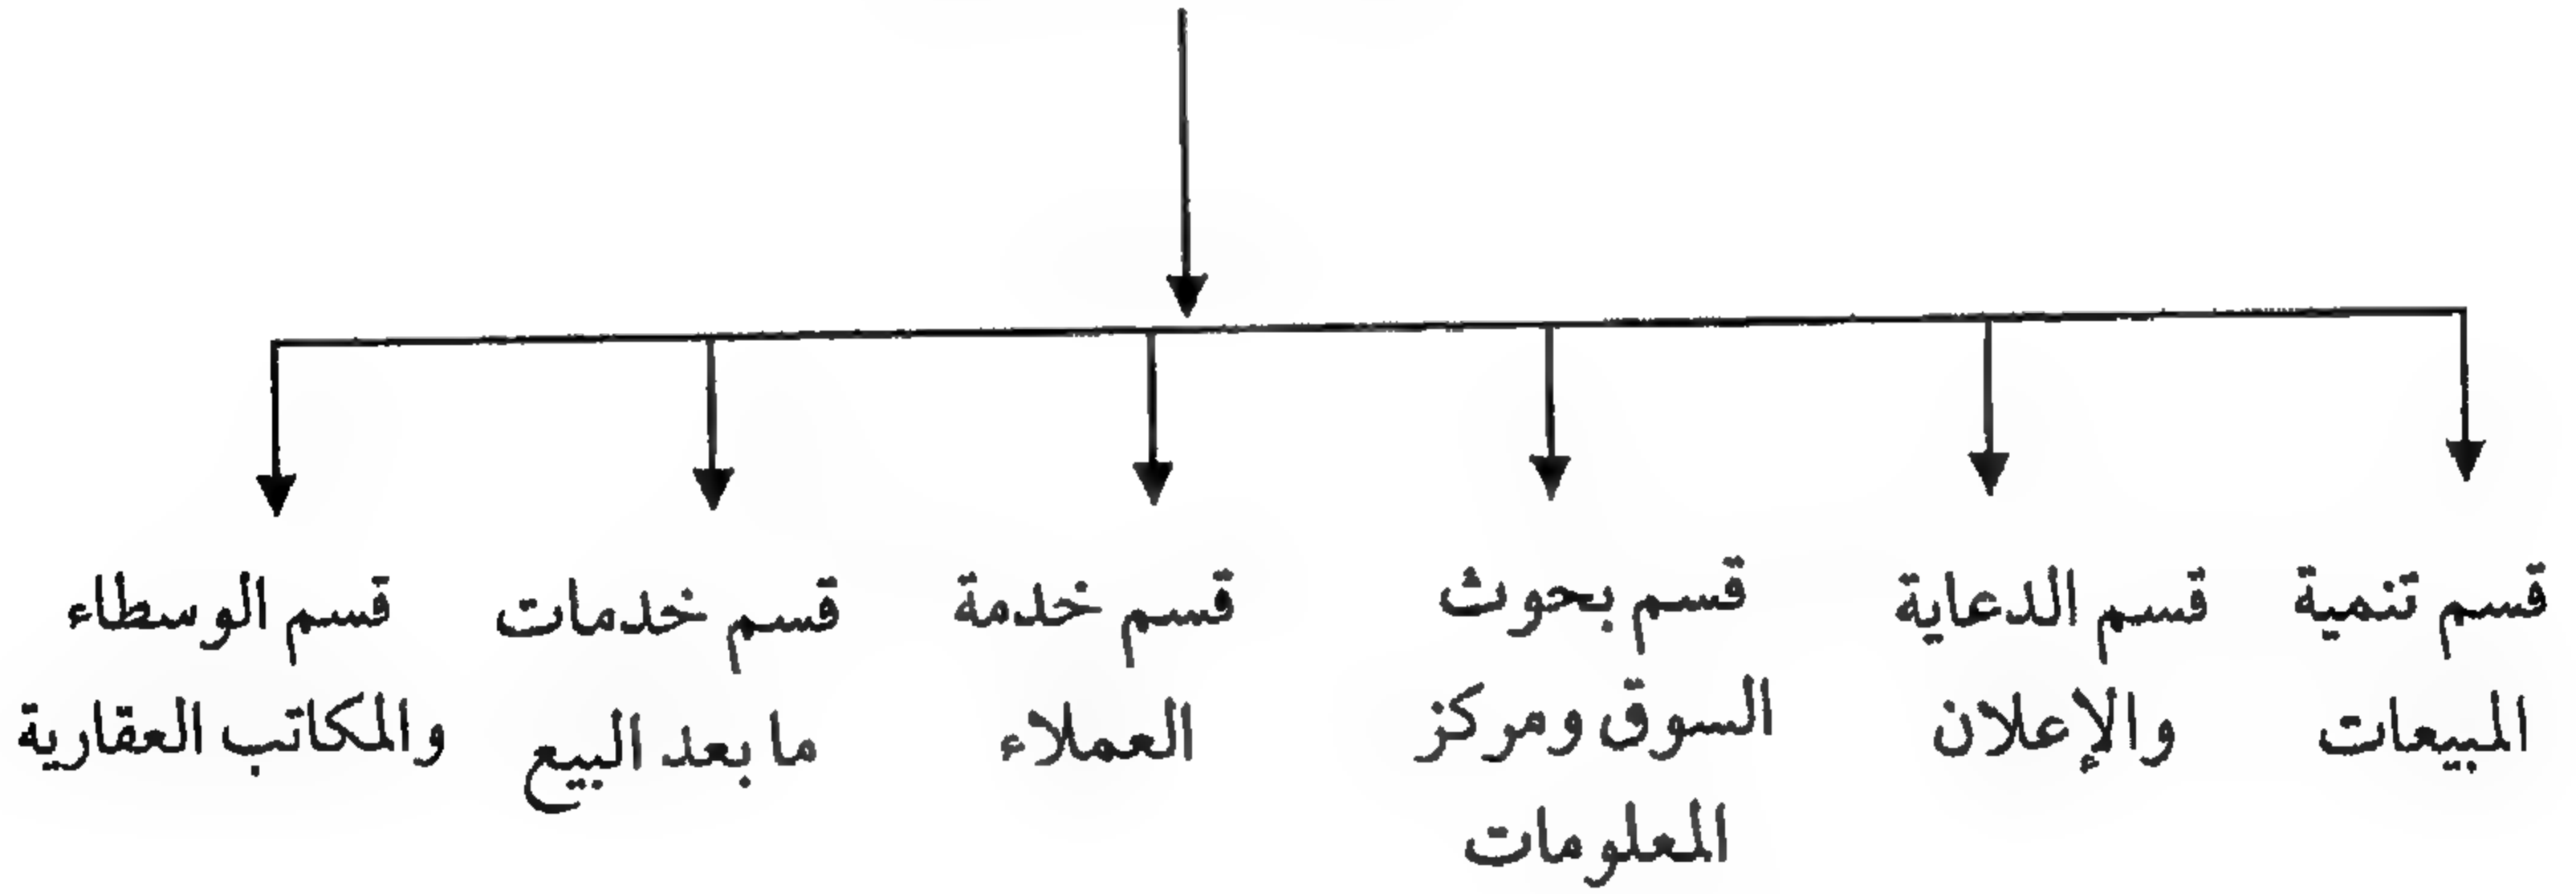 قسم تنمية
المبيعات
قسم الدعاية
والإعلان
قسم بحوث
السوق ومركز
المعلومات
قسم خدمة
العملاء
قسم خدمات
ما بعد البيع
قسم الوسطاء
والمكاتب العقارية